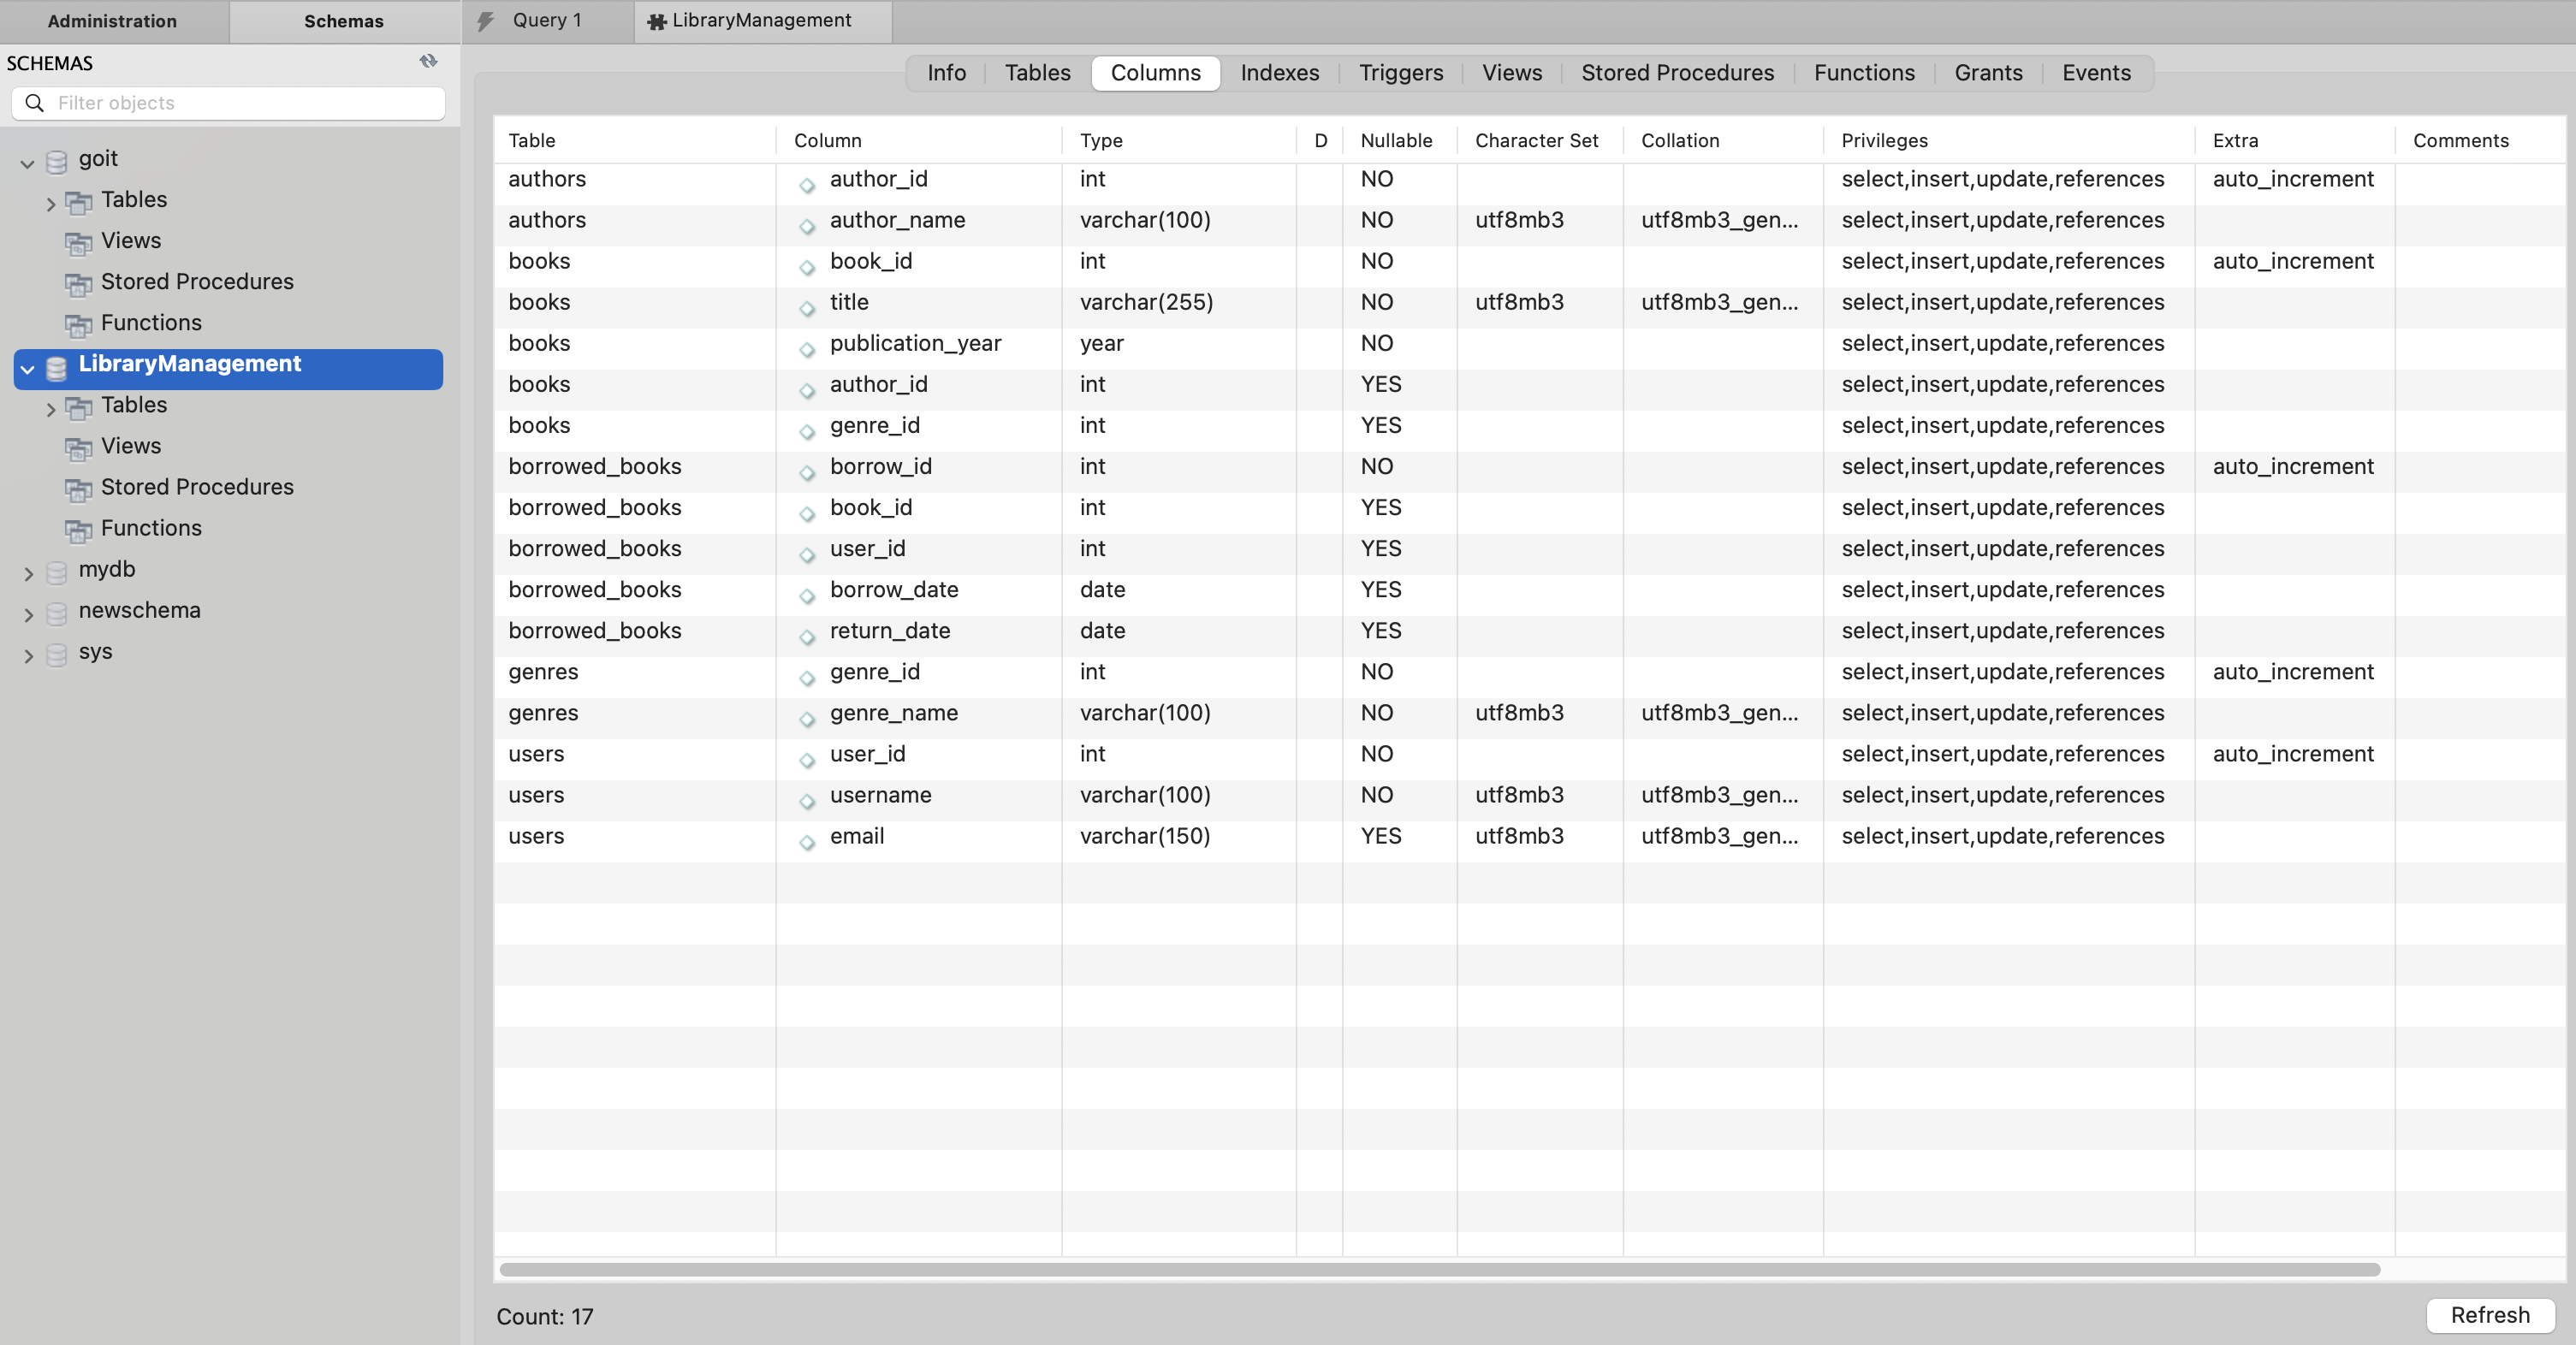 Administration Schemas Query 1 LibraryManagement
SCHEMAS
Filter objects
goit
Tables
Views
Stored Procedures
Functions
LibraryManagement
Tables
Views
Stored Procedures
Functions
mydb
newschema
sys
Info Tables Columns Indexes Triggers Views Stored Procedures Functions Grants Events
Table Column Type D Nullable Character Set Collation Privileges Extra Comments
authors author_id int NO select,insert,update,references auto_increment
authors author_name varchar(100) NO utf8mb3 utf8mb3_gen... select,insert,update,references
books book_id int NO select,insert,update,references auto_increment
books title varchar(255) NO utf8mb3 utf8mb3_gen... select,insert,update,references
books publication_year year NO select,insert,update,references
books author_id int YES select,insert,update,references
books genre_id int YES select,insert,update,references
borrowed_books borrow_id int NO select,insert,update,references auto_increment
borrowed_books book_id int YES select,insert,update,references
borrowed_books user_id int YES select,insert,update,references
borrowed_books borrow_date date YES select,insert,update,references
borrowed_books return_date date YES select,insert,update,references
genres genre_id int NO select,insert,update,references auto_increment
genres genre_name varchar(100) NO utf8mb3 utf8mb3_gen... select,insert,update,references
users user_id int NO select,insert,update,references auto_increment
users username varchar(100) NO utf8mb3 utf8mb3_gen... select,insert,update,references
users email varchar(150) YES utf8mb3 utf8mb3_gen... select,insert,update,references
Count: 17
Refresh